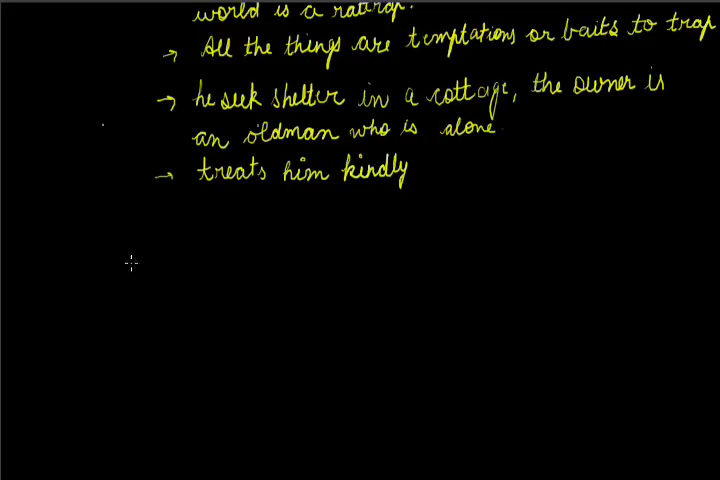 world is a rattrap.
→ All the things are temptations or baits to trap
→ he seek shelter in a cottage, the owner is
an oldman who is alone
→ treats him kindly